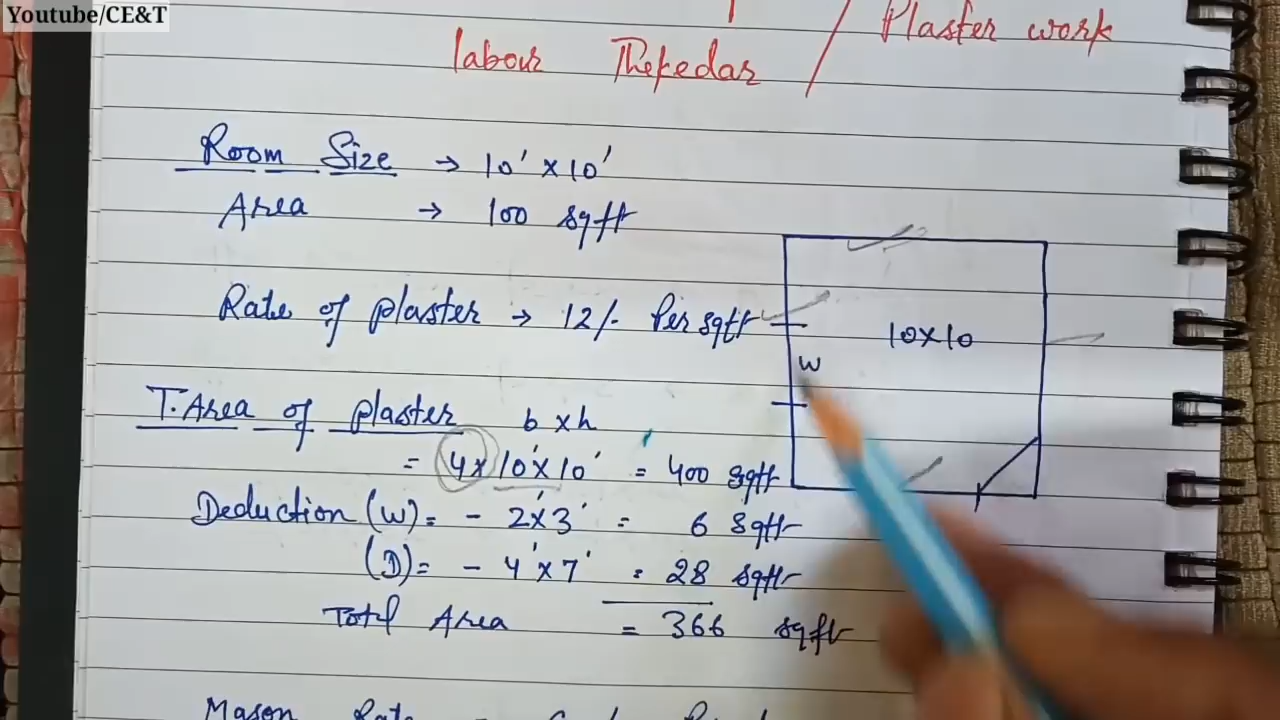 Youtube/CE&T
labour Thekedar / Plaster work
Room Size → 10' x 10'
Area → 100 sqft
Rate of plaster → 12/- Per sqft
10x10
W
T. Area of plaster b x h
= 4x 10' x 10' = 400 sqft
Deduction (W) = - 2' x 3' = 6 sqft
(D) = - 4' x 7' = 28 sqft
Total Area = 366 sqft
Mason Rate